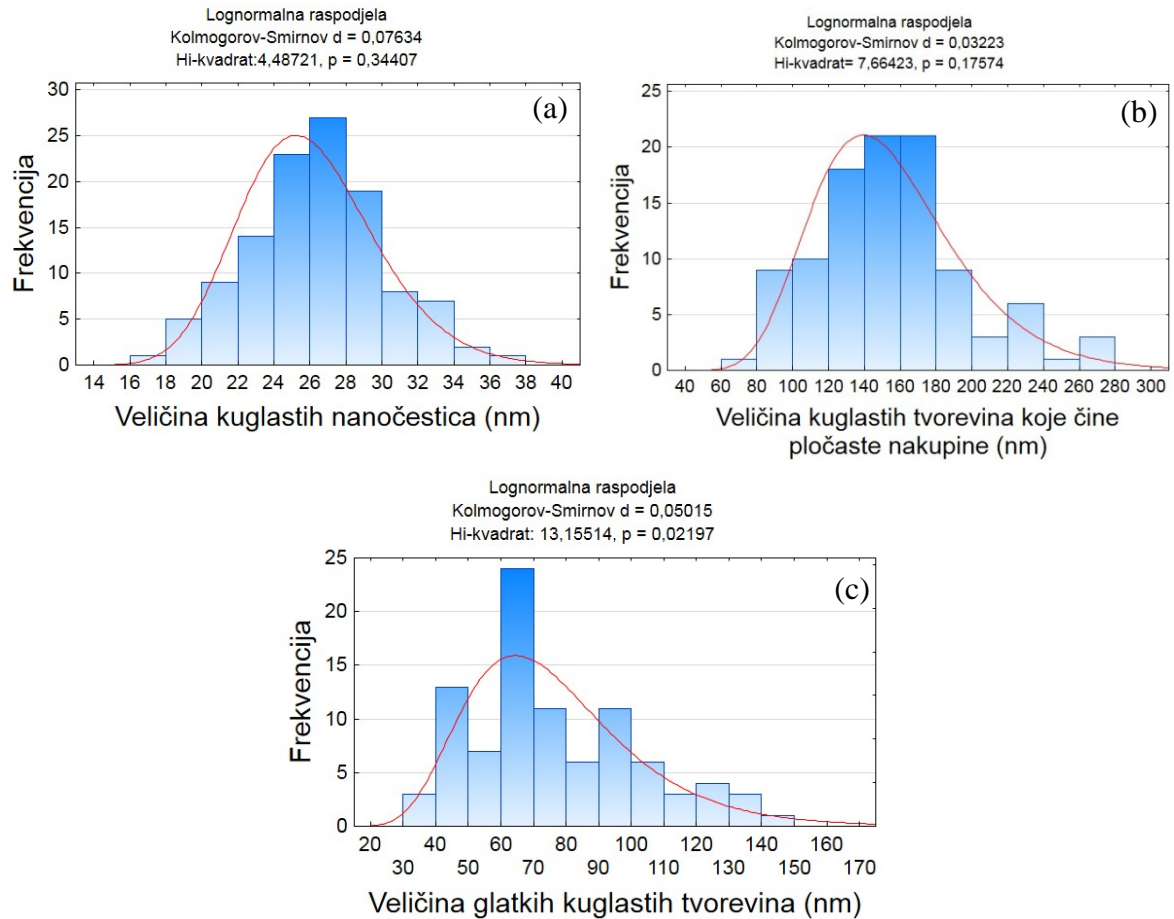 Lognormalna raspodjela
Kolmogorov-Smirnov d = 0,07634
Hi-kvadrat:4,48721, p = 0,34407
(a)
Frekvencija
30
25
20
15
10
5
0
14 16 18 20 22 24 26 28 30 32 34 36 38 40
Veličina kuglastih nanočestica (nm)
Lognormalna raspodjela
Kolmogorov-Smirnov d = 0,03223
Hi-kvadrat= 7,66423, p = 0,17574
(b)
Frekvencija
25
20
15
10
5
0
40 60 80 100 120 140 160 180 200 220 240 260 280 300
Veličina kuglastih tvorevina koje čine
pločaste nakupine (nm)
Lognormalna raspodjela
Kolmogorov-Smirnov d = 0,05015
Hi-kvadrat: 13,15514, p = 0,02197
(c)
Frekvencija
25
20
15
10
5
0
20 40 60 80 100 120 140 160
30 50 70 90 110 130 150 170
Veličina glatkih kuglastih tvorevina (nm)